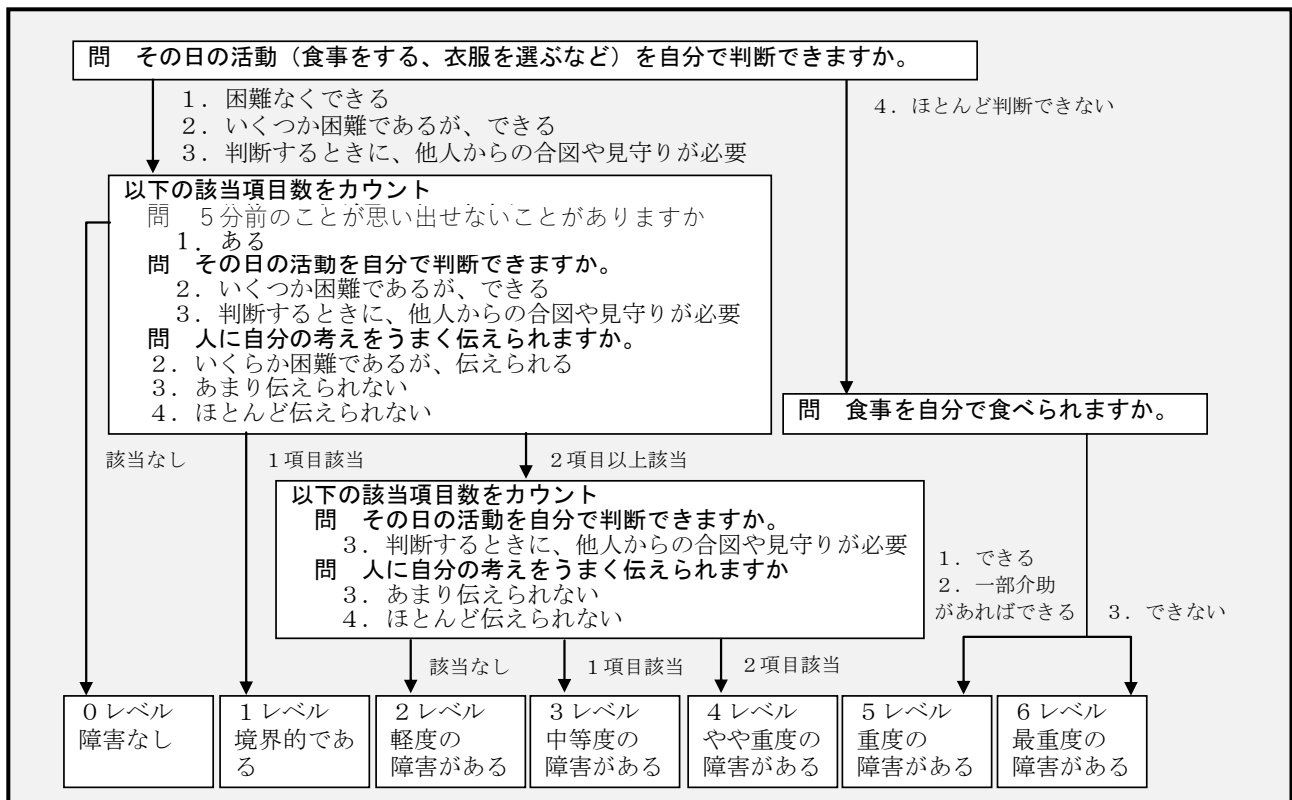 問　その日の活動（食事をする、衣服を選ぶなど）を自分で判断できますか。
１．困難なくできる
２．いくつか困難であるが、できる
３．判断するときに、他人からの合図や見守りが必要
４．ほとんど判断できない
以下の該当項目数をカウント
問　５分前のことが思い出せないことがありますか
１．ある
問　その日の活動を自分で判断できますか。
２．いくつか困難であるが、できる
３．判断するときに、他人からの合図や見守りが必要
問　人に自分の考えをうまく伝えられますか。
２．いくらか困難であるが、伝えられる
３．あまり伝えられない
４．ほとんど伝えられない
問　食事を自分で食べられますか。
該当なし
１項目該当
２項目以上該当
以下の該当項目数をカウント
問　その日の活動を自分で判断できますか。
３．判断するときに、他人からの合図や見守りが必要
問　人に自分の考えをうまく伝えられますか
３．あまり伝えられない
４．ほとんど伝えられない
１．できる
２．一部介助
があればできる
３．できない
該当なし
１項目該当
２項目該当
０レベル
障害なし
１レベル
境界的であ
る
２レベル
軽度の
障害がある
３レベル
中等度の
障害がある
４レベル
やや重度の
障害がある
５レベル
重度の
障害がある
６レベル
最重度の
障害がある